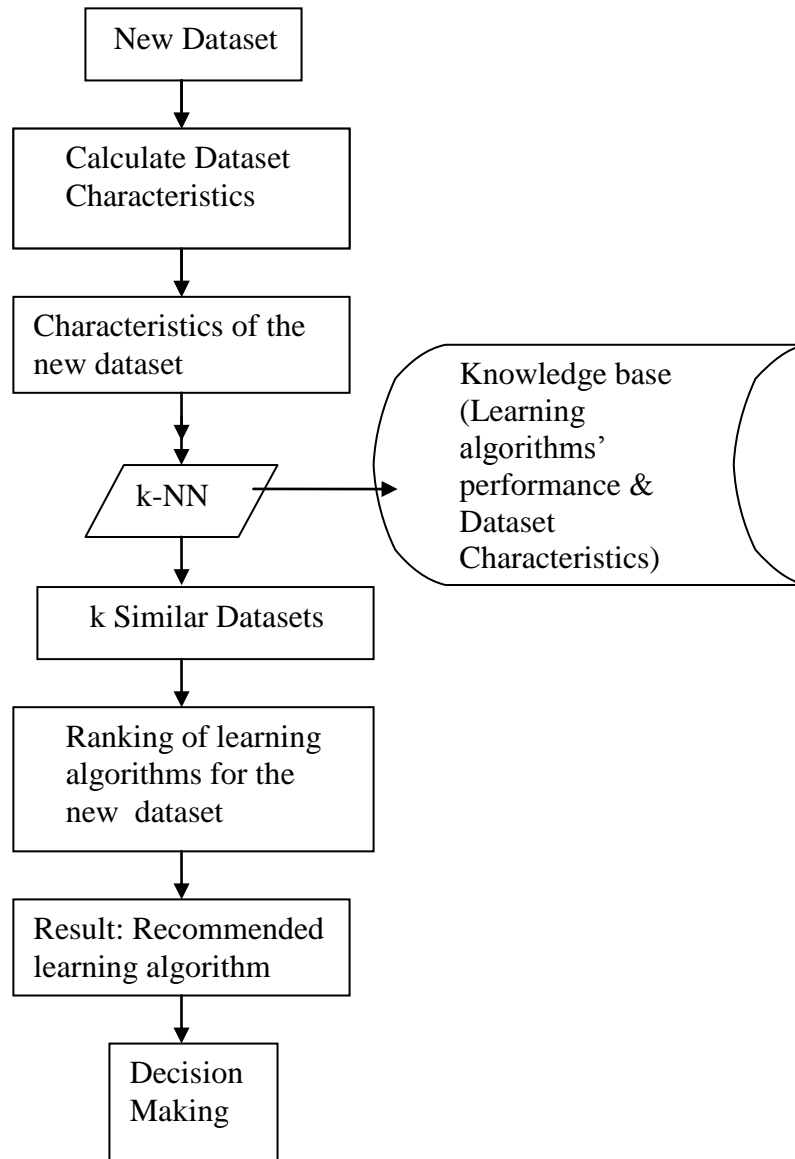 New Dataset
Calculate Dataset
Characteristics
Characteristics of the
new dataset
k-NN
Knowledge base
(Learning
algorithms’
performance &
Dataset
Characteristics)
k Similar Datasets
Ranking of learning
algorithms for the
new dataset
Result: Recommended
learning algorithm
Decision
Making